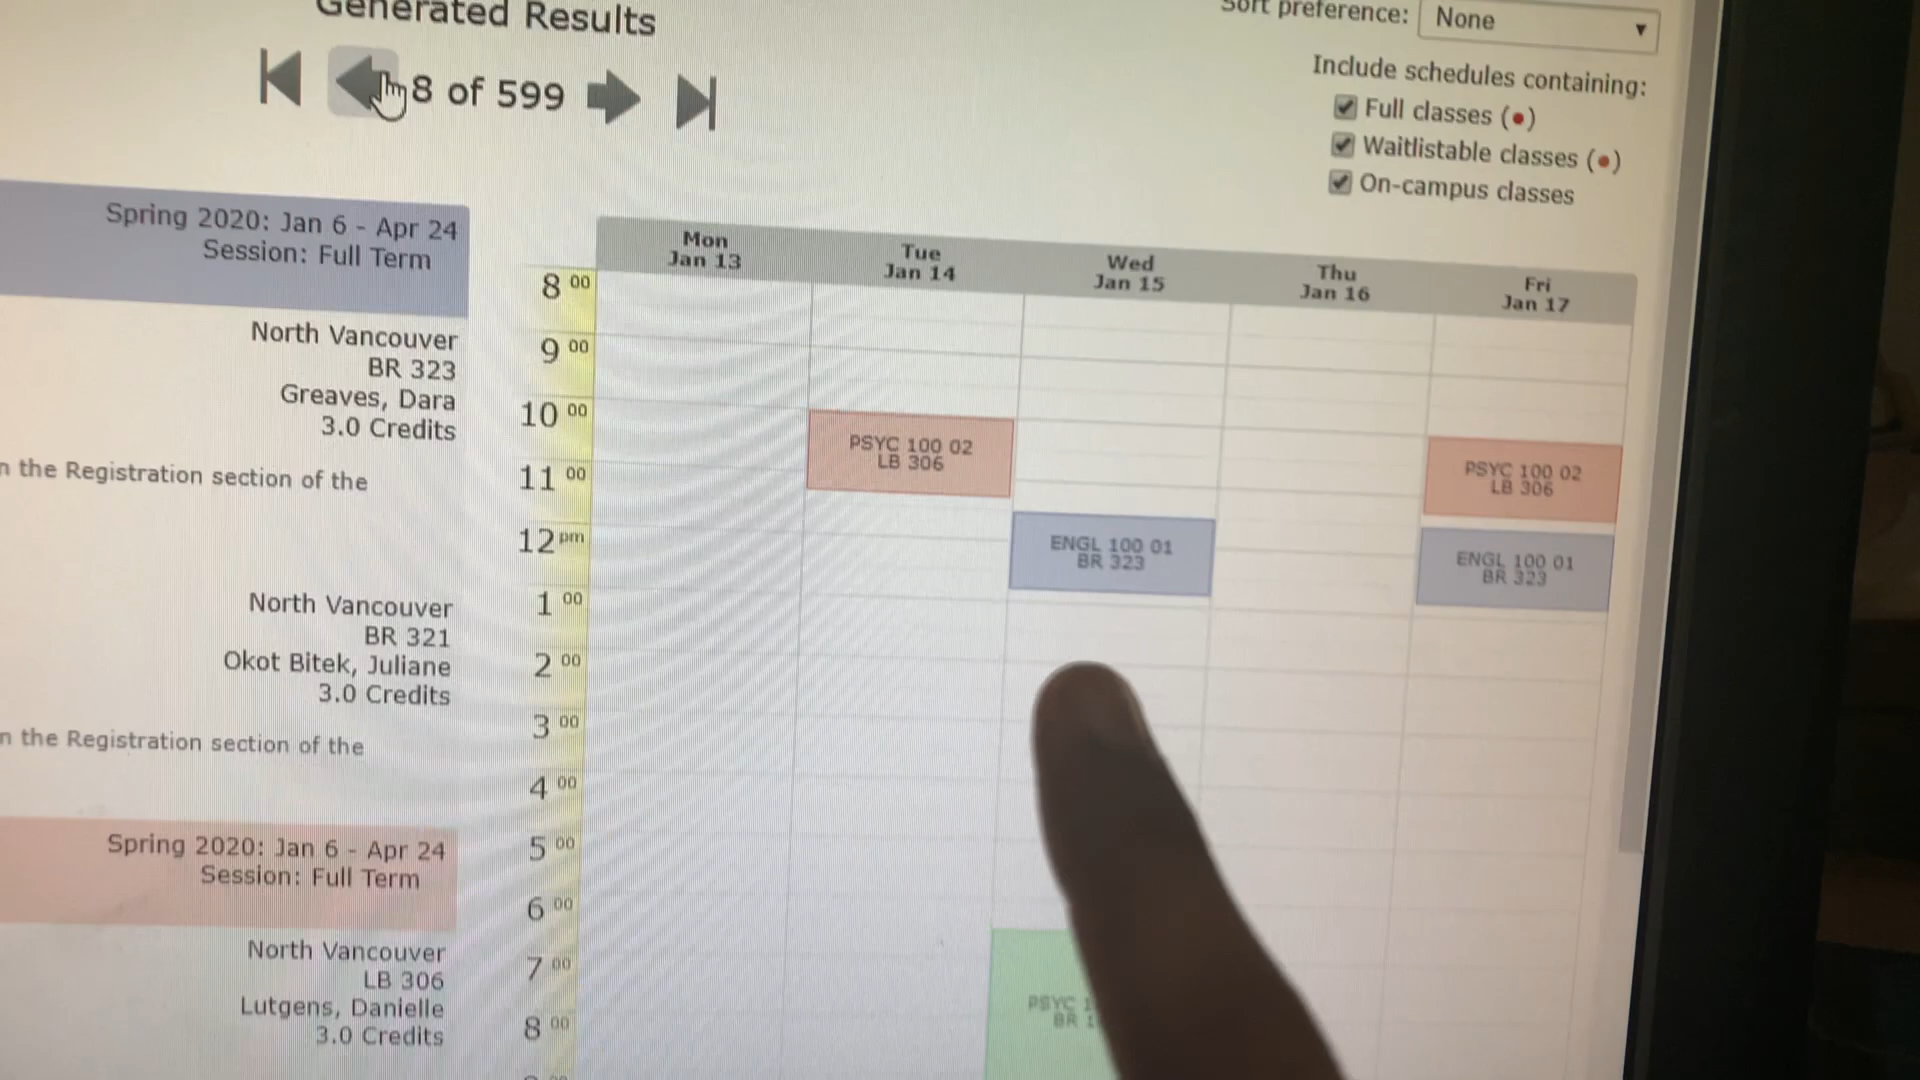 Generated Results
8 of 599
Sort preference: None
Include schedules containing:
Full classes (●)
Waitlistable classes (●)
On-campus classes
Spring 2020: Jan 6 - Apr 24
Session: Full Term
North Vancouver
BR 323
Greaves, Dara
3.0 Credits
the Registration section of the
North Vancouver
BR 321
Okot Bitek, Juliane
3.0 Credits
the Registration section of the
Spring 2020: Jan 6 - Apr 24
Session: Full Term
North Vancouver
LB 306
Lutgens, Danielle
3.0 Credits
Mon
Jan 13
Tue
Jan 14
Wed
Jan 15
Thu
Jan 16
Fri
Jan 17
8 00
9 00
10 00
PSYC 100 02
LB 306
PSYC 100 02
LB 306
11 00
12 pm
ENGL 100 01
BR 323
ENGL 100 01
BR 323
1 00
2 00
3 00
4 00
5 00
6 00
7 00
PSYC
BR
8 00